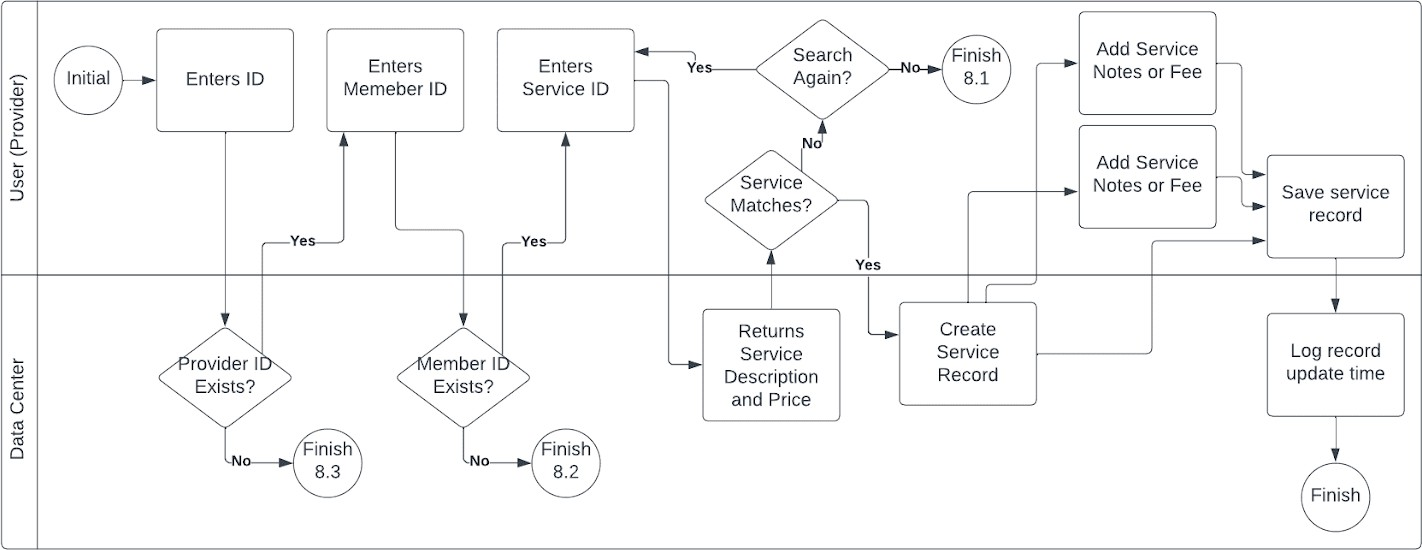 User (Provider)
Initial
Enters ID
Enters
Memeber ID
Enters
Service ID
Yes
Search
Again?
No
Finish
8.1
Add Service
Notes or Fee
No
Service
Matches?
Add Service
Notes or Fee
Save service
record
Yes
Yes
Yes
Data Center
Provider ID
Exists?
Member ID
Exists?
Returns
Service
Description
and Price
Create
Service
Record
Log record
update time
No
Finish
8.3
No
Finish
8.2
Finish